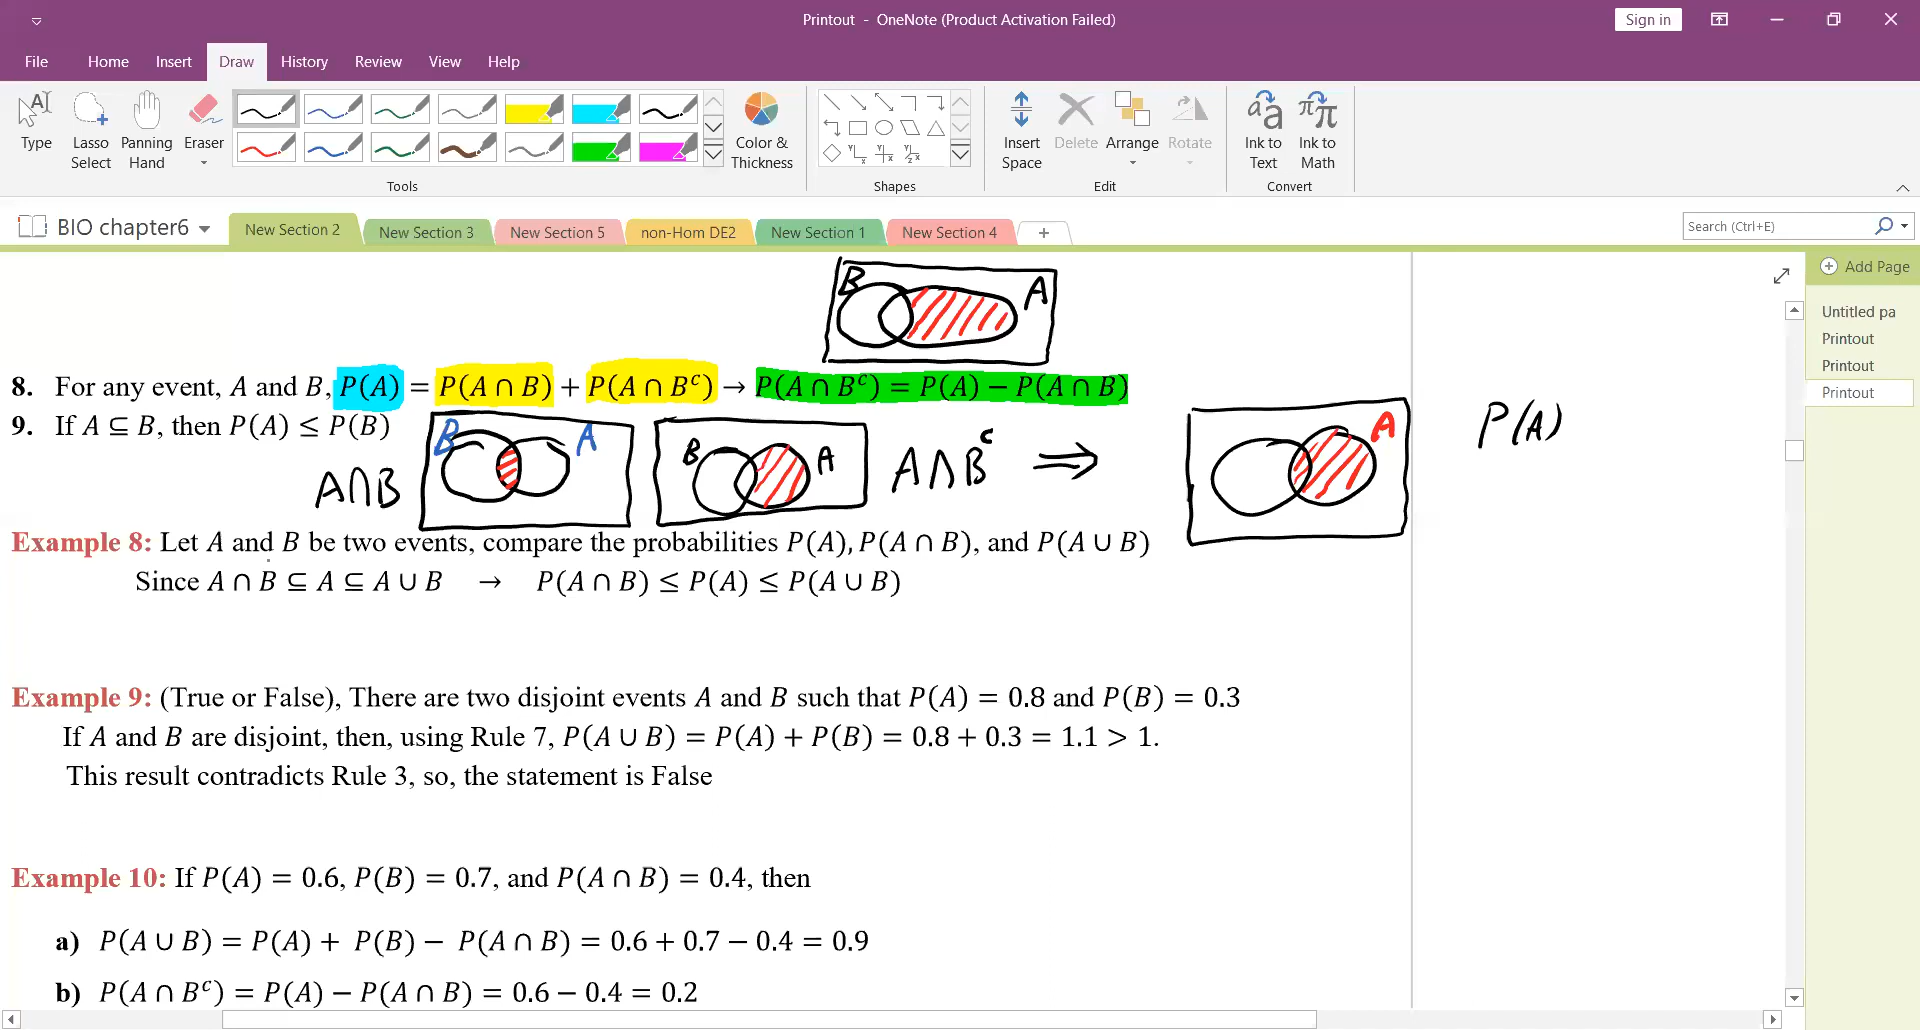 Printout - OneNote (Product Activation Failed)
Sign in
File Home Insert Draw History Review View Help
Type
Lasso Select
Panning Hand
Eraser
Color & Thickness
Insert Space
Delete
Arrange
Rotate
Ink to Text
Ink to Math
Tools
Shapes
Edit
Convert
BIO chapter6
New Section 2
New Section 3
New Section 5
non-Hom DE2
New Section 1
New Section 4
Search (Ctrl+E)
Add Page
Untitled pa
Printout
Printout
Printout
B A
8. For any event, A and B, P(A) = P(A ∩ B) + P(A ∩ Bᶜ) → P(A ∩ Bᶜ) = P(A) − P(A ∩ B)
9. If A ⊆ B, then P(A) ≤ P(B)
A∩B B A B A A∩Bᶜ ⟹ A P(A)
Example 8: Let A and B be two events, compare the probabilities P(A), P(A ∩ B), and P(A ∪ B)
Since A ∩ B ⊆ A ⊆ A ∪ B → P(A ∩ B) ≤ P(A) ≤ P(A ∪ B)
Example 9: (True or False), There are two disjoint events A and B such that P(A) = 0.8 and P(B) = 0.3
If A and B are disjoint, then, using Rule 7, P(A ∪ B) = P(A) + P(B) = 0.8 + 0.3 = 1.1 > 1.
This result contradicts Rule 3, so, the statement is False
Example 10: If P(A) = 0.6, P(B) = 0.7, and P(A ∩ B) = 0.4, then
a) P(A ∪ B) = P(A) + P(B) − P(A ∩ B) = 0.6 + 0.7 − 0.4 = 0.9
b) P(A ∩ Bᶜ) = P(A) − P(A ∩ B) = 0.6 − 0.4 = 0.2